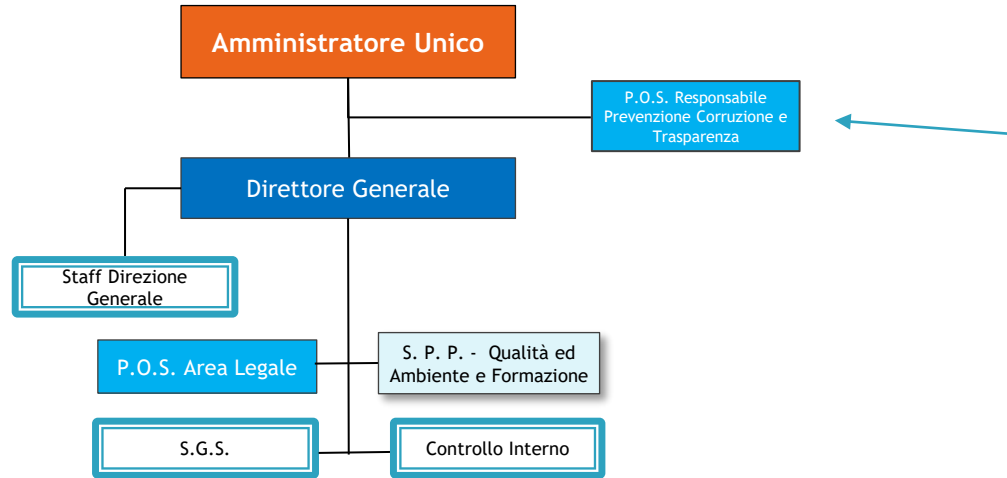 Amministratore Unico
P.O.S. Responsabile
Prevenzione Corruzione e
Trasparenza
Direttore Generale
Staff Direzione
Generale
P.O.S. Area Legale
S. P. P. - Qualità ed
Ambiente e Formazione
S.G.S.
Controllo Interno